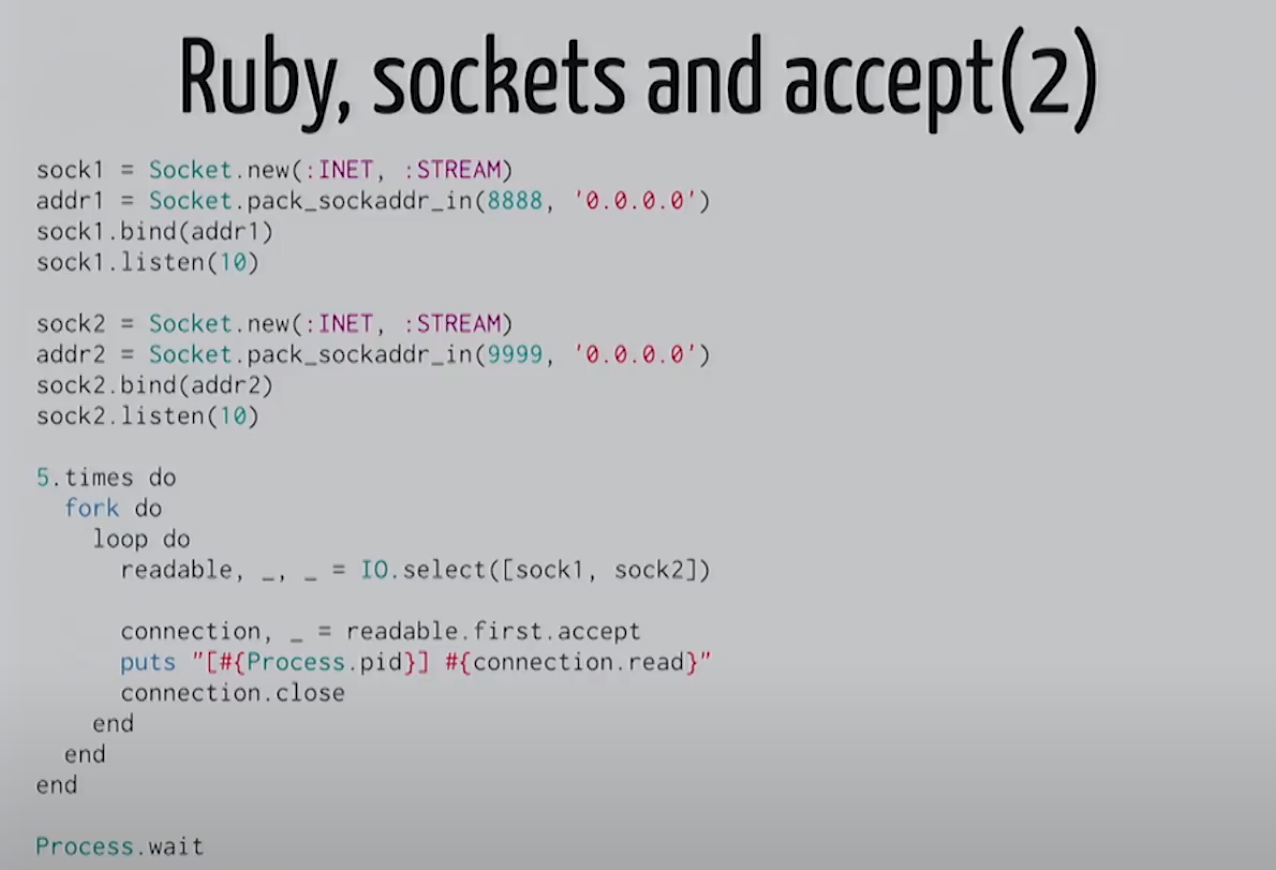 Ruby, sockets and accept(2)
sock1 = Socket.new(:INET, :STREAM)
addr1 = Socket.pack_sockaddr_in(8888, '0.0.0.0')
sock1.bind(addr1)
sock1.listen(10)

sock2 = Socket.new(:INET, :STREAM)
addr2 = Socket.pack_sockaddr_in(9999, '0.0.0.0')
sock2.bind(addr2)
sock2.listen(10)

5.times do
  fork do
    loop do
      readable, _, _ = IO.select([sock1, sock2])

      connection, _ = readable.first.accept
      puts "[#{Process.pid}] #{connection.read}"
      connection.close
    end
  end
end

Process.wait